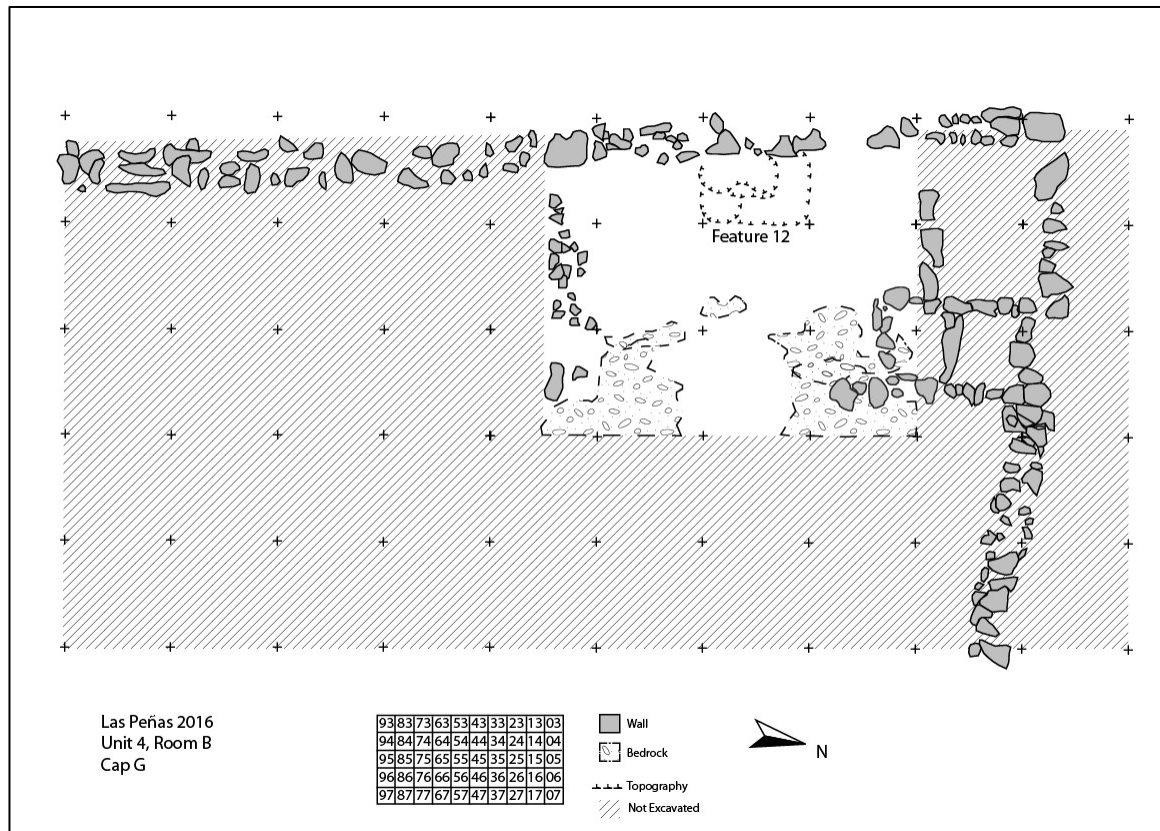 Feature 12
Las Peñas 2016
Unit 4, Room B
Cap G
93 83 73 63 53 43 33 23 13 03
94 84 74 64 54 44 34 24 14 04
95 85 75 65 55 45 35 25 15 05
96 86 76 66 56 46 36 26 16 06
97 87 77 67 57 47 37 27 17 07
Wall
Bedrock
Topography
Not Excavated
N